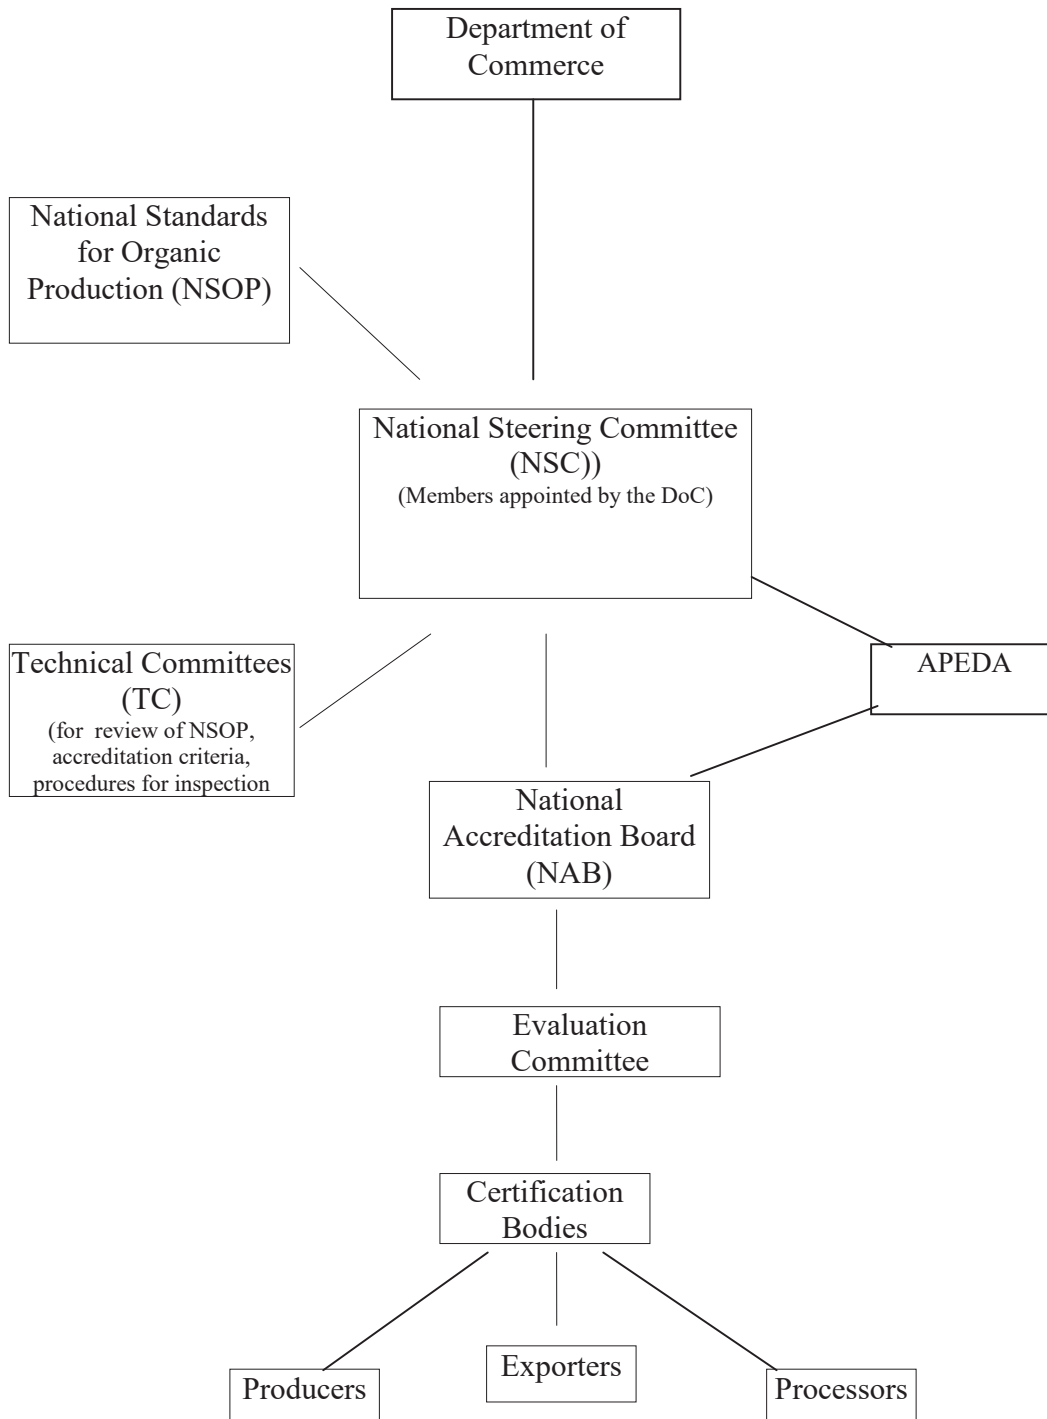 Department of
Commerce
National Standards
for Organic
Production (NSOP)
National Steering Committee
(NSC))
(Members appointed by the DoC)
Technical Committees
(TC)
(for review of NSOP,
accreditation criteria,
procedures for inspection
APEDA
National
Accreditation Board
(NAB)
Evaluation
Committee
Certification
Bodies
Producers
Exporters
Processors